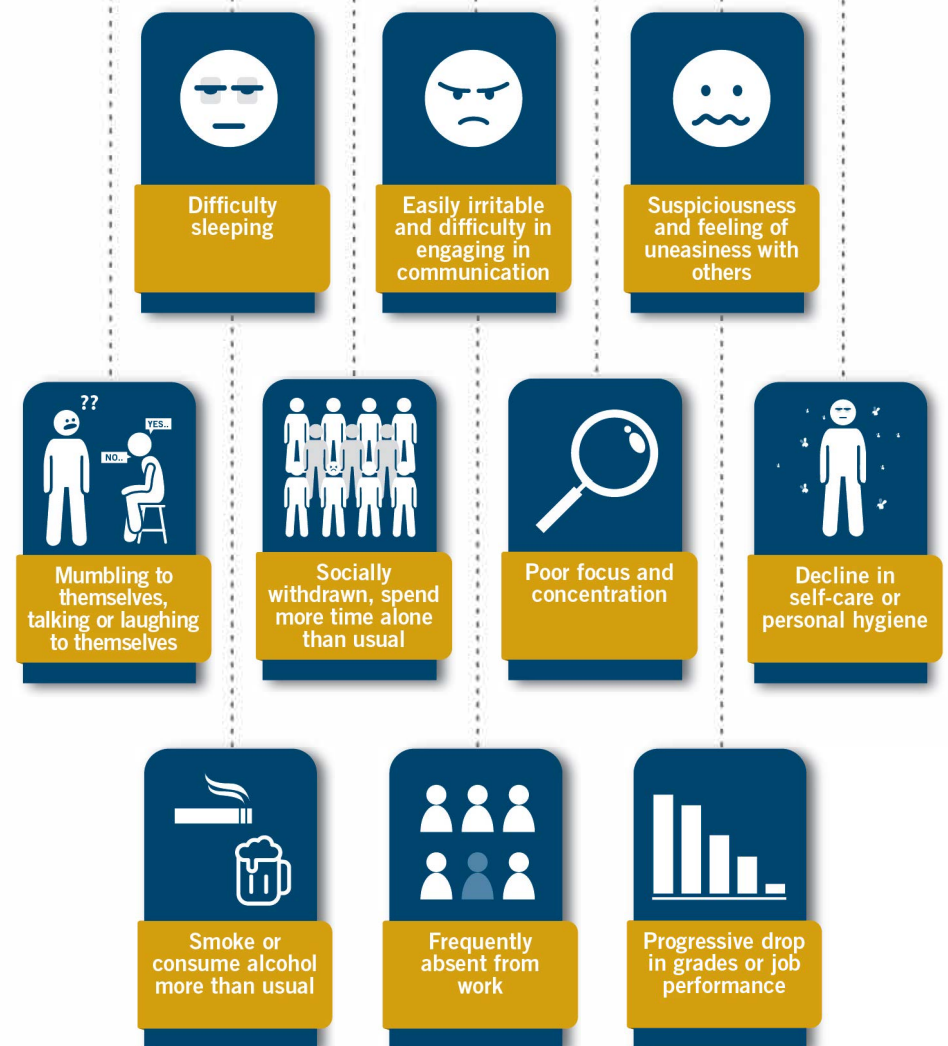 Difficulty
sleeping
Easily irritable
and difficulty in
engaging in
communication
Suspiciousness
and feeling of
uneasiness with
others
??
YES..
NO..
Mumbling to
themselves,
talking or laughing
to themselves
Socially
withdrawn, spend
more time alone
than usual
Poor focus and
concentration
Decline in
self-care or
personal hygiene
Smoke or
consume alcohol
more than usual
Frequently
absent from
work
Progressive drop
in grades or job
performance